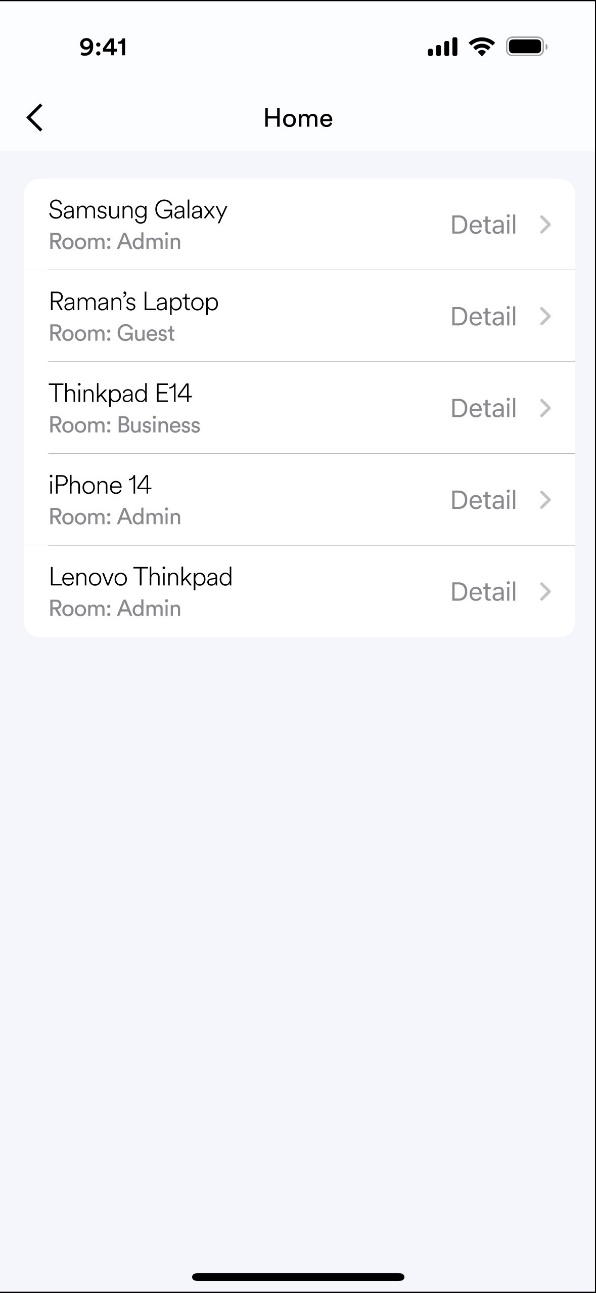 9:41
Home
Samsung Galaxy
Room: Admin
Detail
Raman’s Laptop
Room: Guest
Detail
Thinkpad E14
Room: Business
Detail
iPhone 14
Room: Admin
Detail
Lenovo Thinkpad
Room: Admin
Detail